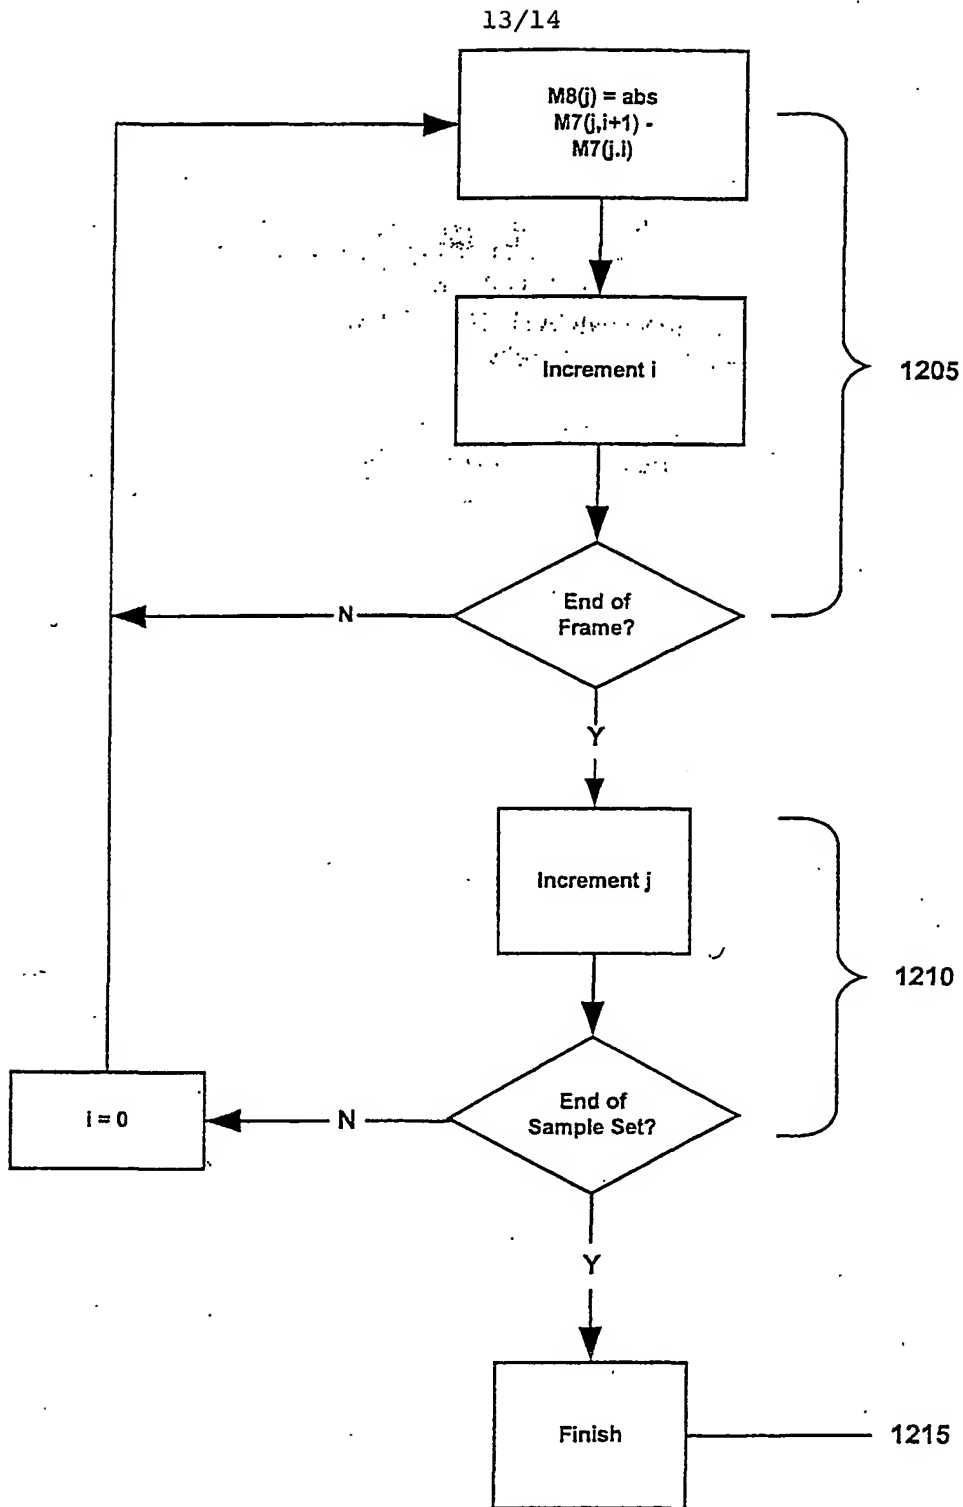 13/14
M8(j) = abs
M7(j,i+1) -
M7(j.i)
Increment i
1205
End of
Frame?
N
Y
Increment j
1210
End of
Sample Set?
N
i = 0
Y
Finish
1215